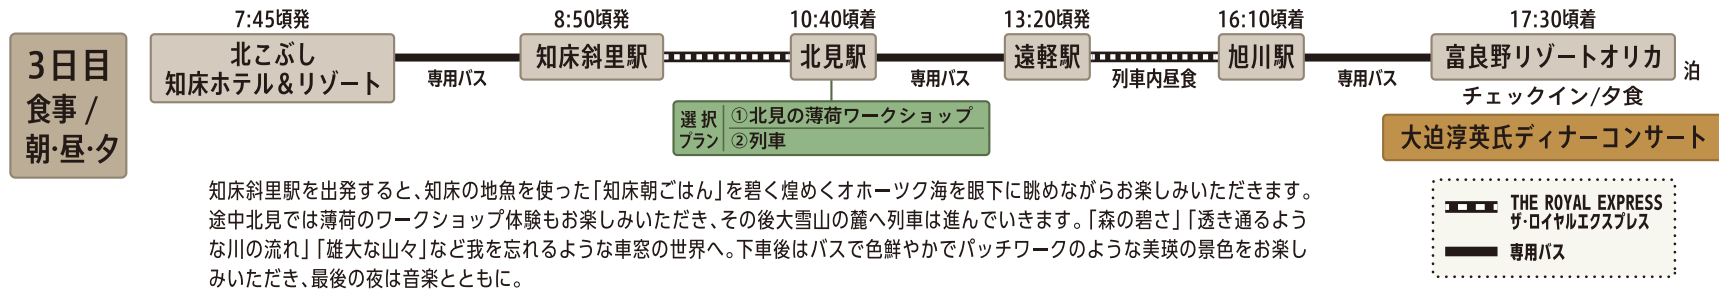 3日目
食事 /
朝・昼・夕
7:45頃発
北こぶし
知床ホテル&リゾート
専用バス
8:50頃発
知床斜里駅
10:40頃着
北見駅
選択
プラン
①北見の薄荷ワークショップ
②列車
専用バス
13:20頃発
遠軽駅
列車内昼食
16:10頃着
旭川駅
専用バス
17:30頃着
富良野リゾートオリカ
泊
チェックイン/夕食
大迫淳英氏ディナーコンサート
知床斜里駅を出発すると、知床の地魚を使った「知床朝ごはん」を碧く煌めくオホーツク海を眼下に眺めながらお楽しみいただきます。
途中北見では薄荷のワークショップ体験もお楽しみいただき、その後大雪山の麓へ列車は進んでいきます。「森の碧さ」「透き通るよう
な川の流れ」「雄大な山々」など我を忘れるような車窓の世界へ。下車後はバスで色鮮やかでパッチワークのような美瑛の景色をお楽し
みいただき、最後の夜は音楽とともに。
THE ROYAL EXPRESS
ザ・ロイヤルエクスプレス
専用バス